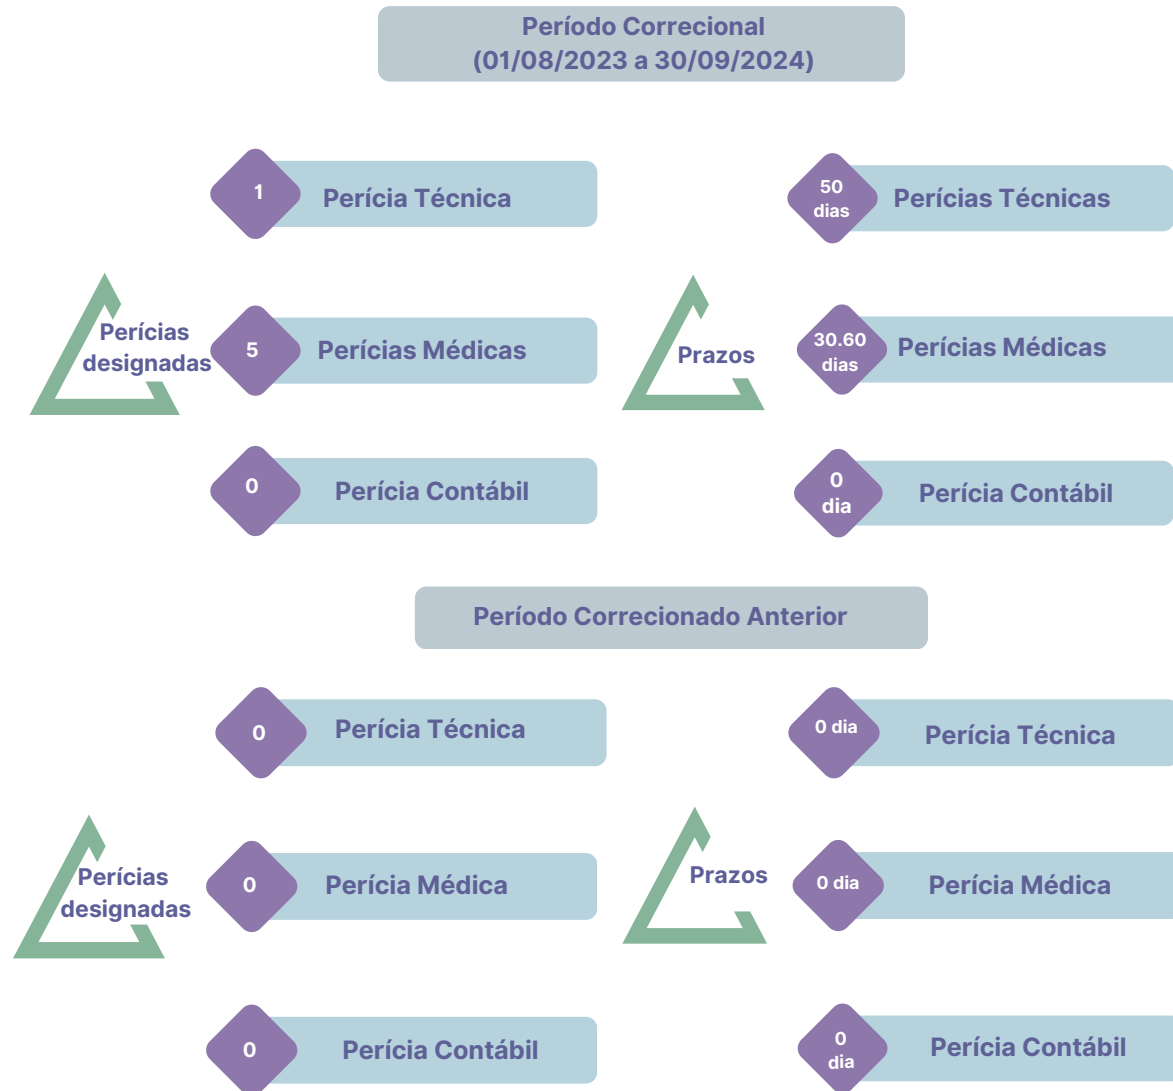 Período Correcional
(01/08/2023 a 30/09/2024)
1
Perícia Técnica
Perícias
designadas
5
Perícias Médicas
0
Perícia Contábil
50
dias
Perícias Técnicas
Prazos
30.60
dias
Perícias Médicas
0
dia
Perícia Contábil
Período Correcionado Anterior
0
Perícia Técnica
Perícias
designadas
0
Perícia Médica
0
Perícia Contábil
0 dia
Perícia Técnica
Prazos
0 dia
Perícia Médica
0
dia
Perícia Contábil